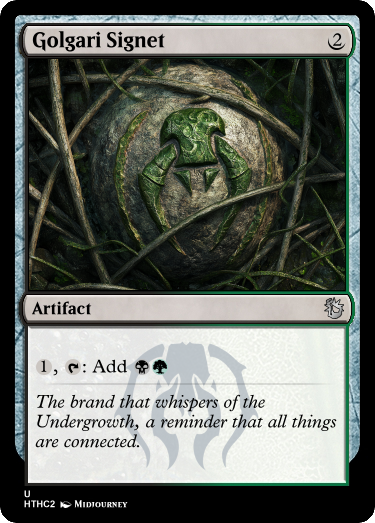 Golgari Signet 2
Artifact
1 , : Add
The brand that whispers of the
Undergrowth, a reminder that all things
are connected.
U
HTHC2 Midjourney